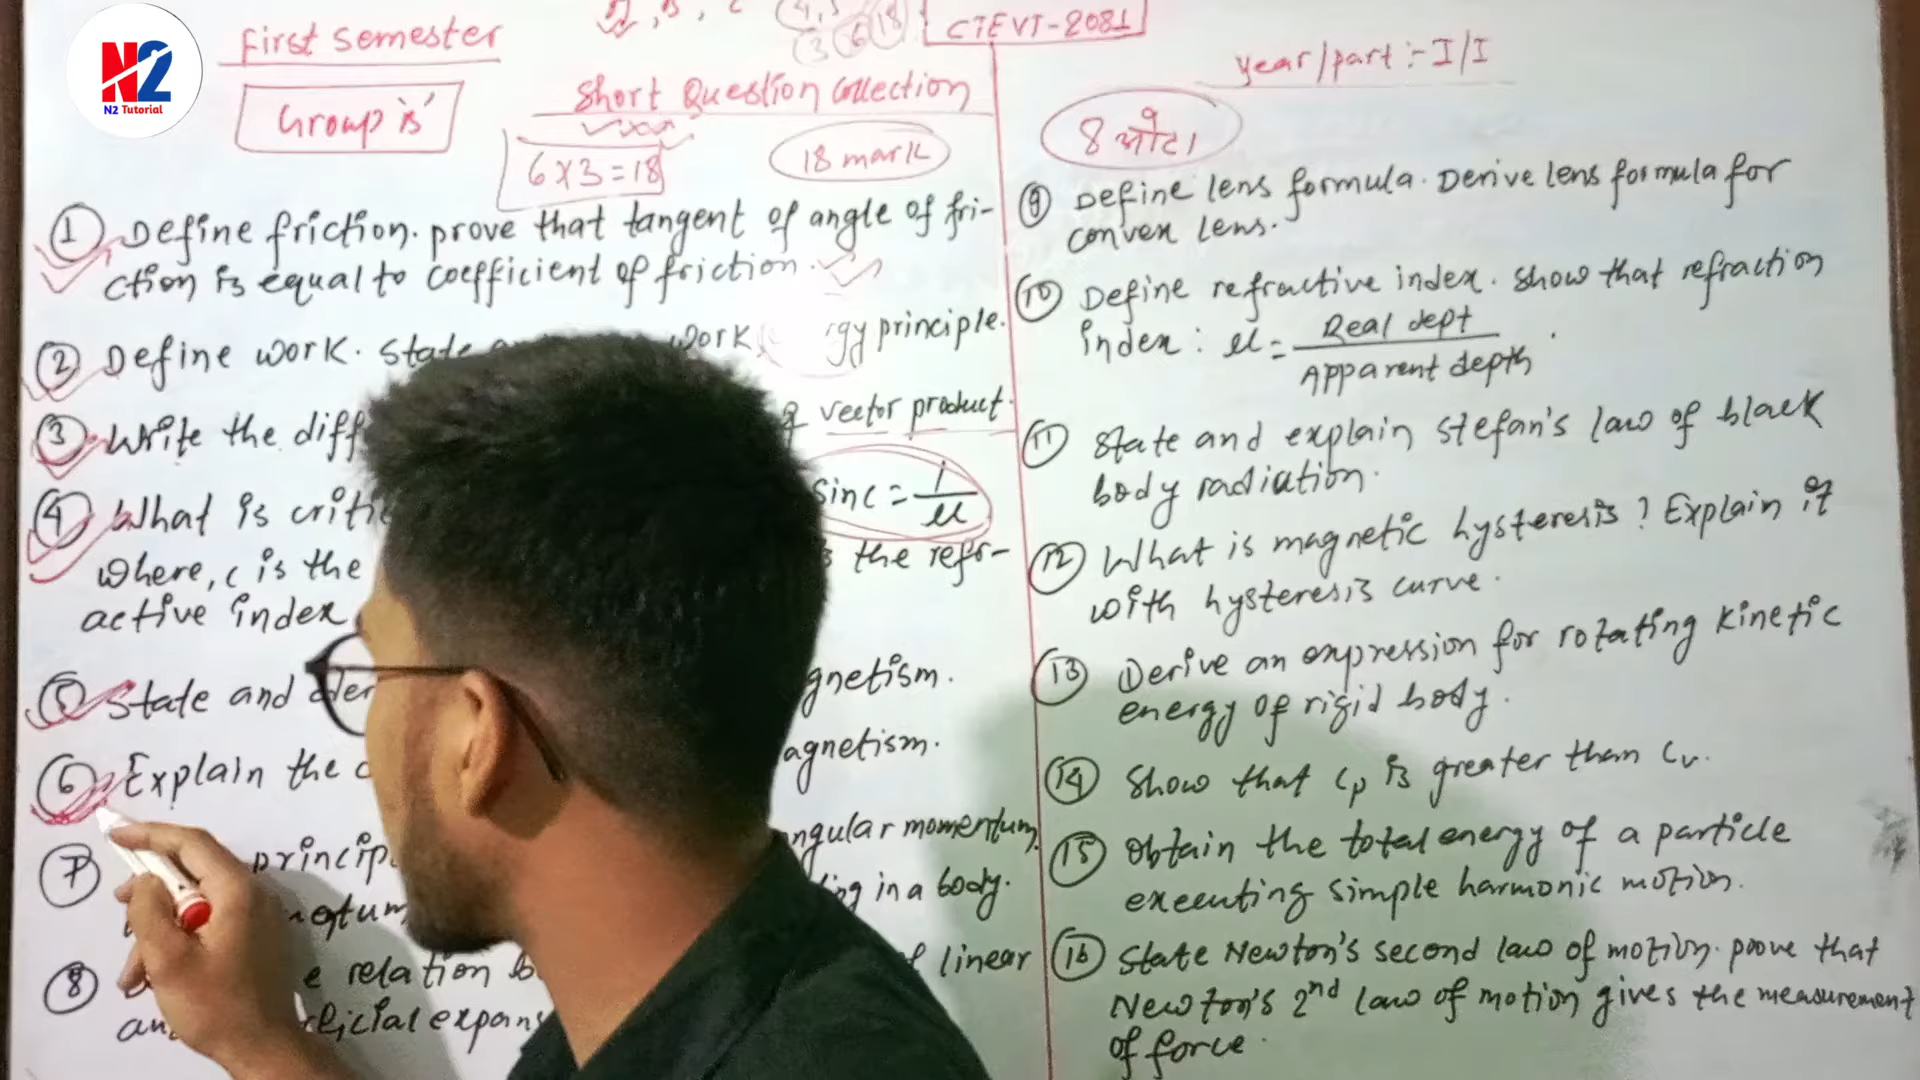 N2
N2 Tutorial
First semester
CTEVT-2081
year/part :- I/I
Group 'B'
Short Question Collection
6x3=18
18 mark
① Define friction. prove that tangent of angle of fri-
ction is equal to coefficient of friction.
② Define work. State work, rgy principle.
③ Write the diff vector product.
④ What is criti sinc = 1/μ
where, c is the the refr-
active index
⑤ State and der gnetism.
⑥ Explain the agnetism.
⑦ princip ngular momentum
ing in a body.
⑧ relation linear
an ficial expans
8
⑨ Define lens formula. Derive lens formula for
convex lens.
⑩ Define refractive index. Show that refraction
index : μ = Real dept
Apparent depth
⑪ State and explain stefan's law of black
body radiation.
⑫ What is magnetic hysteresis? Explain it
with hysteresis curve.
⑬ Derive an expression for rotating kinetic
energy of rigid body.
⑭ Show that Cp is greater than Cv.
⑮ Obtain the total energy of a particle
executing simple harmonic motion.
⑯ State Newton's second law of motion. prove that
Newton's 2nd law of motion gives the measurement
of force.